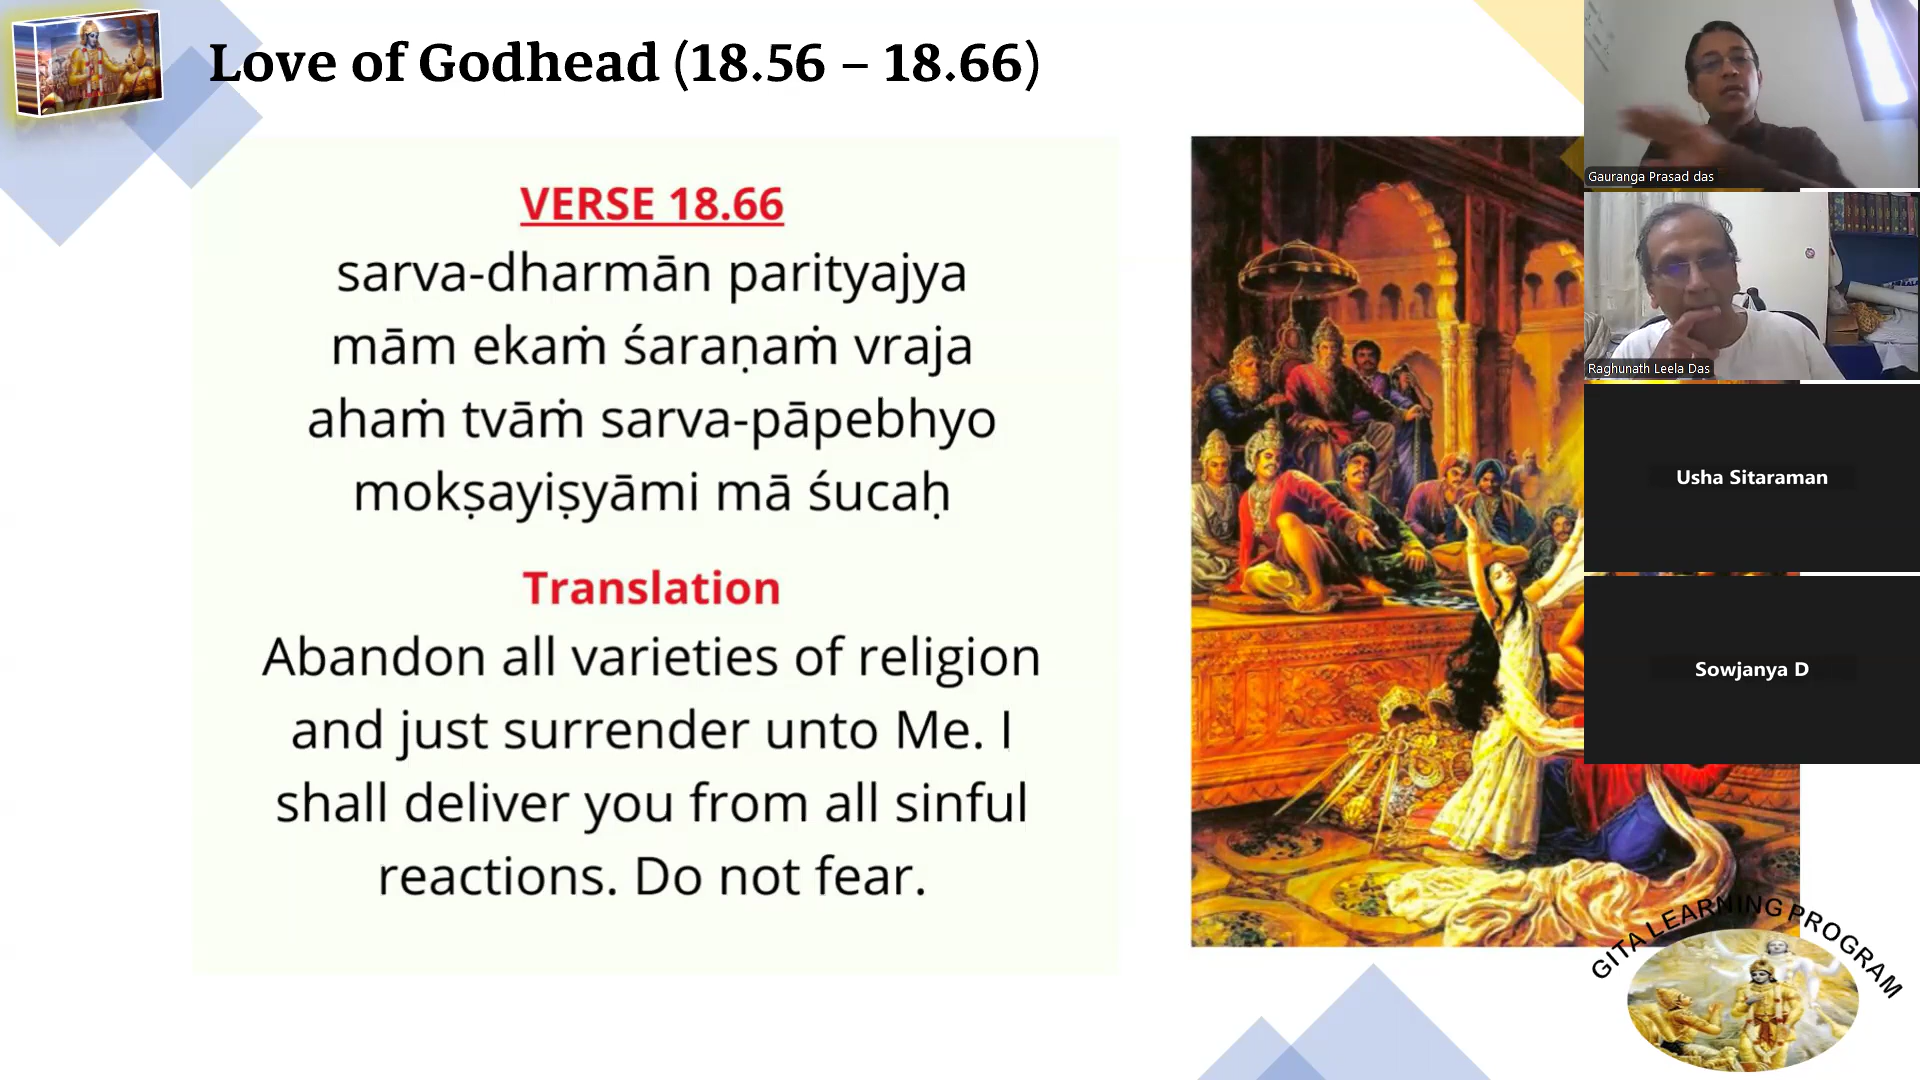 Love of Godhead (18.56 – 18.66)
VERSE 18.66
sarva-dharmān parityajya
mām ekaṁ śaraṇaṁ vraja
ahaṁ tvāṁ sarva-pāpebhyo
mokṣayiṣyāmi mā śucaḥ
Translation
Abandon all varieties of religion
and just surrender unto Me. I
shall deliver you from all sinful
reactions. Do not fear.
Gauranga Prasad das
Raghunath Leela Das
Usha Sitaraman
Sowjanya D
GITA LEARNING PROGRAM